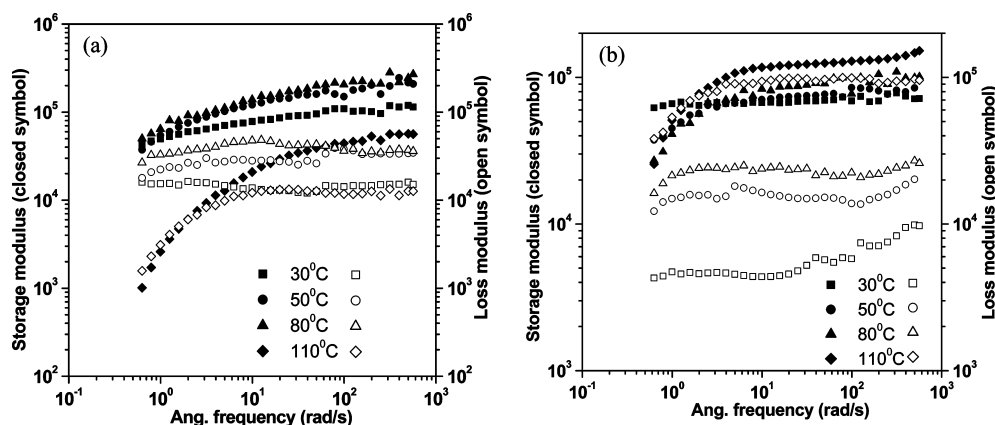 (a)
Storage modulus (closed symbol)
10^6
10^5
10^4
10^3
10^2
10^6
10^5
10^4
10^3
10^2
Loss modulus (open symbol)
30^0C
50^0C
80^0C
110^0C
10^-1 10^0 10^1 10^2 10^3
Ang. frequency (rad/s)
(b)
Storage modulus (closed symbol)
10^5
10^4
10^3
10^5
10^4
10^3
Loss modulus (open symbol)
30^0C
50^0C
80^0C
110^0C
10^-1 10^0 10^1 10^2 10^3
Ang. frequency (rad/s)